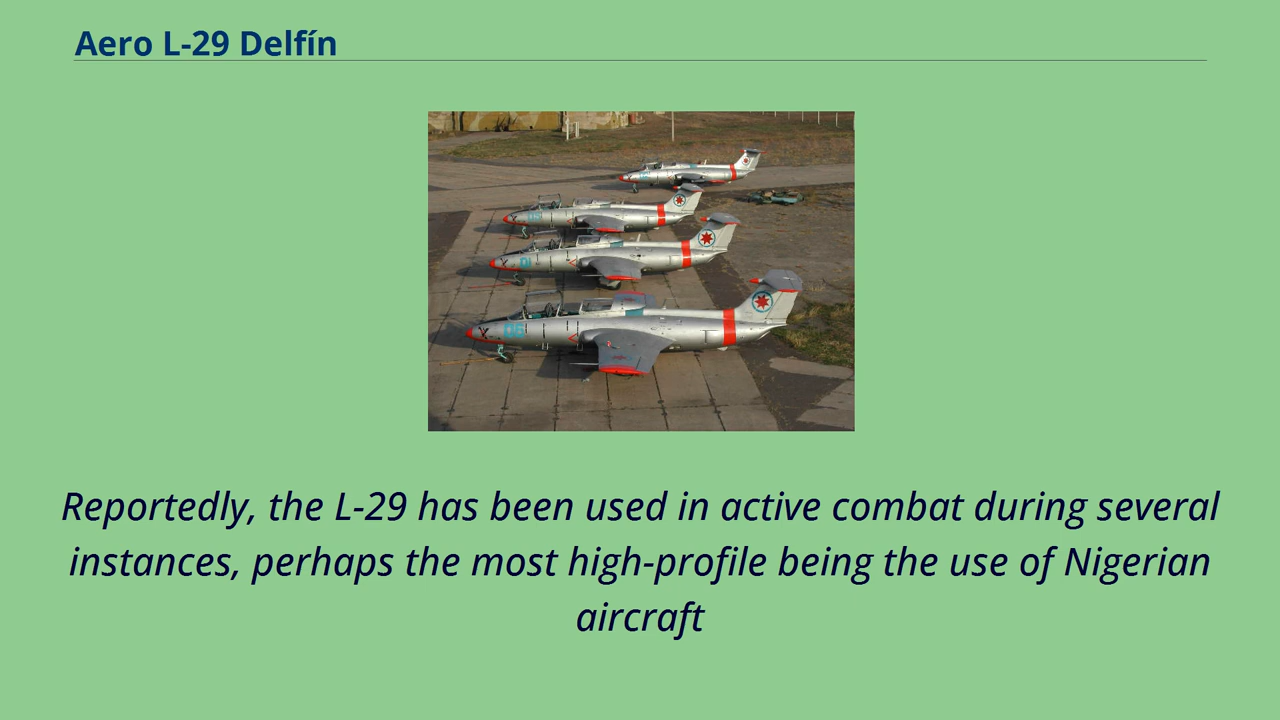 Aero L-29 Delfín
Reportedly, the L-29 has been used in active combat during several
instances, perhaps the most high-profile being the use of Nigerian
aircraft